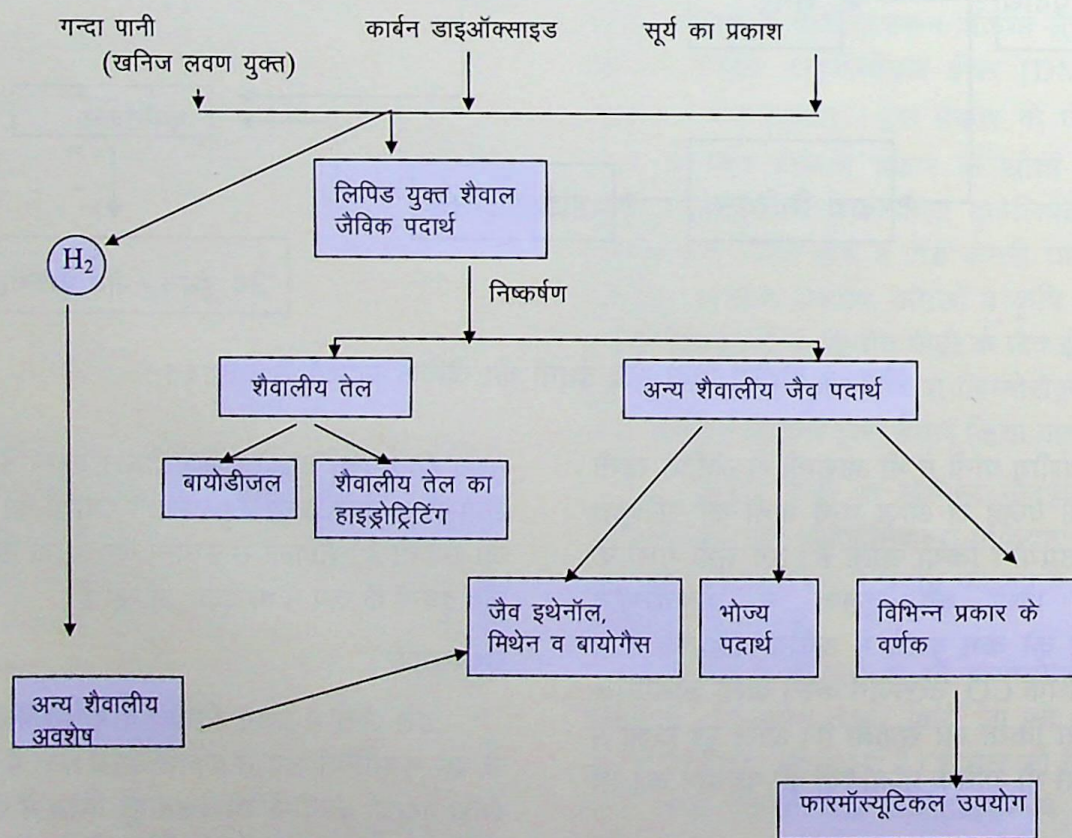 गन्दा पानी
(खनिज लवण युक्त)
कार्बन डाइऑक्साइड
सूर्य का प्रकाश
लिपिड युक्त शैवाल
जैविक पदार्थ
H₂
निष्कर्षण
शैवालीय तेल
अन्य शैवालीय जैव पदार्थ
बायोडीजल
शैवालीय तेल का
हाइड्रोट्रिटिंग
जैव इथेनॉल,
मिथेन व बायोगैस
भोज्य
पदार्थ
विभिन्न प्रकार के
वर्णक
अन्य शैवालीय
अवशेष
फारमॉस्यूटिकल उपयोग